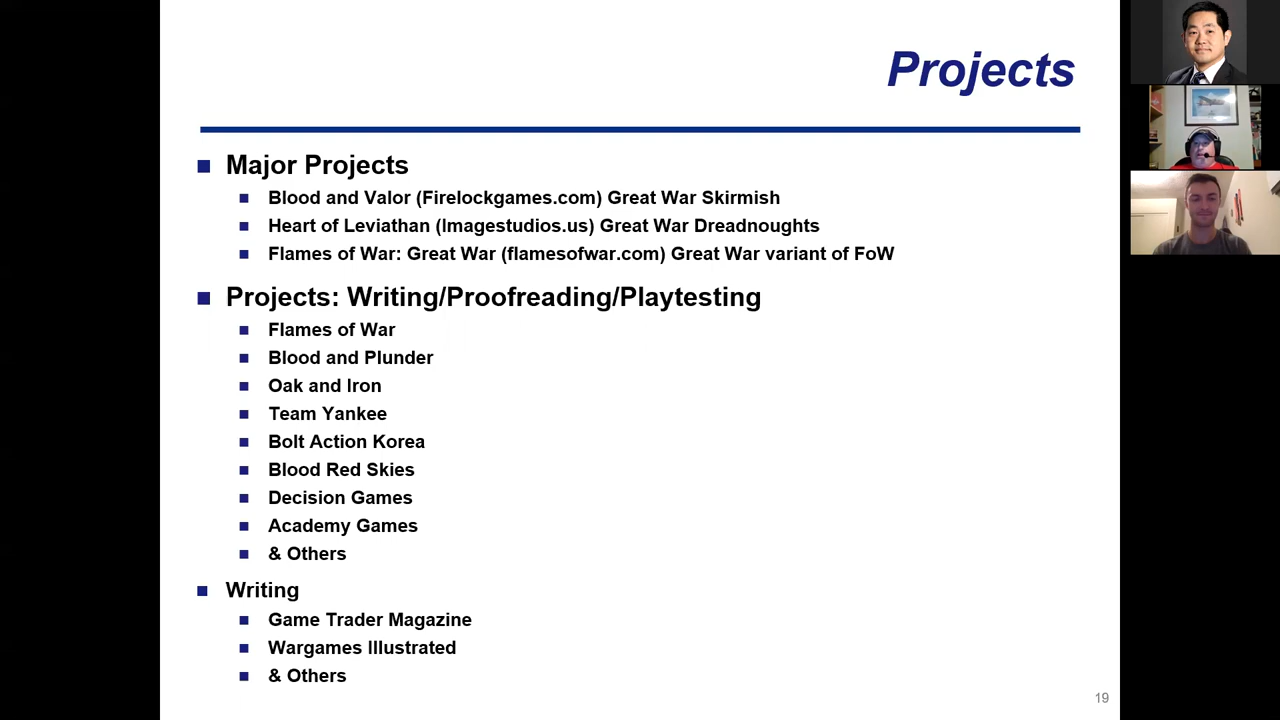 Projects
Major Projects
Blood and Valor (Firelockgames.com) Great War Skirmish
Heart of Leviathan (Imagestudios.us) Great War Dreadnoughts
Flames of War: Great War (flamesofwar.com) Great War variant of FoW
Projects: Writing/Proofreading/Playtesting
Flames of War
Blood and Plunder
Oak and Iron
Team Yankee
Bolt Action Korea
Blood Red Skies
Decision Games
Academy Games
& Others
Writing
Game Trader Magazine
Wargames Illustrated
& Others
19